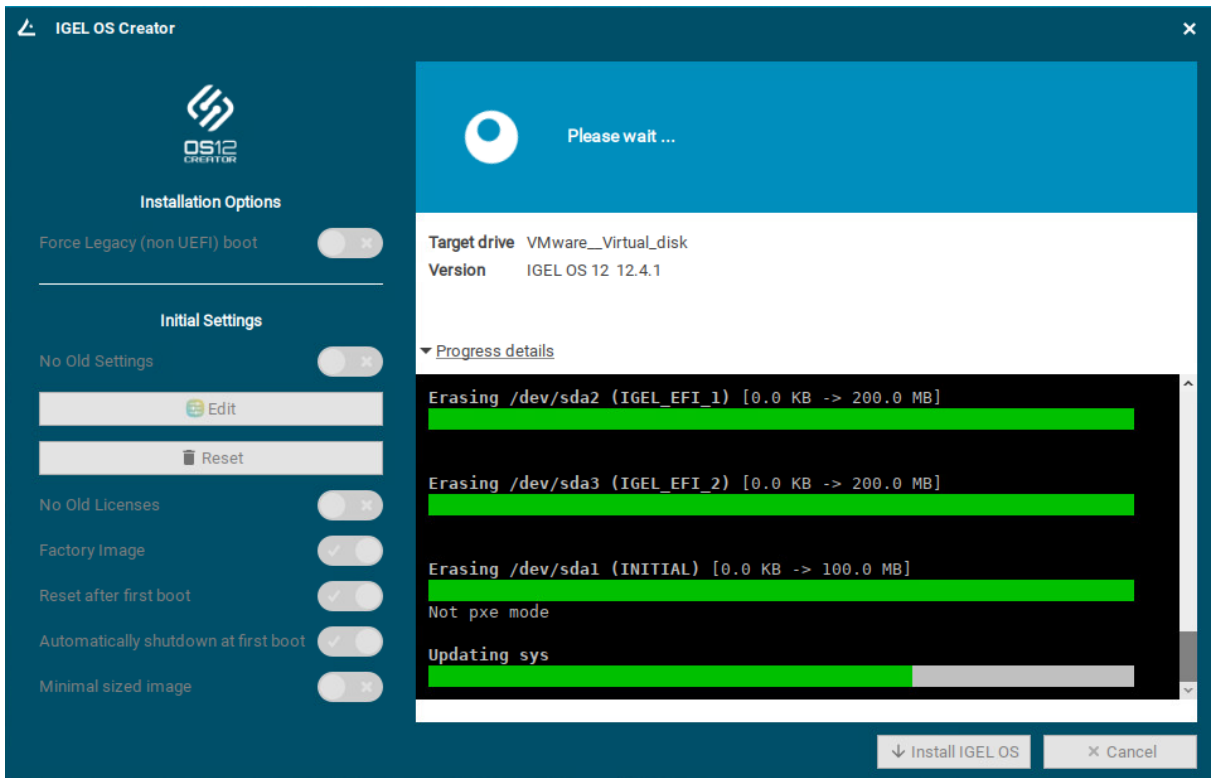 IGEL OS Creator
OS12
CREATOR
Installation Options
Force Legacy (non UEFI) boot
Initial Settings
No Old Settings
Edit
Reset
No Old Licenses
Factory Image
Reset after first boot
Automatically shutdown at first boot
Minimal sized image
Please wait ...
Target drive VMware__Virtual_disk
Version IGEL OS 12 12.4.1
Progress details
Erasing /dev/sda2 (IGEL_EFI_1) [0.0 KB -> 200.0 MB]
Erasing /dev/sda3 (IGEL_EFI_2) [0.0 KB -> 200.0 MB]
Erasing /dev/sda1 (INITIAL) [0.0 KB -> 100.0 MB]
Not pxe mode
Updating sys
Install IGEL OS
Cancel